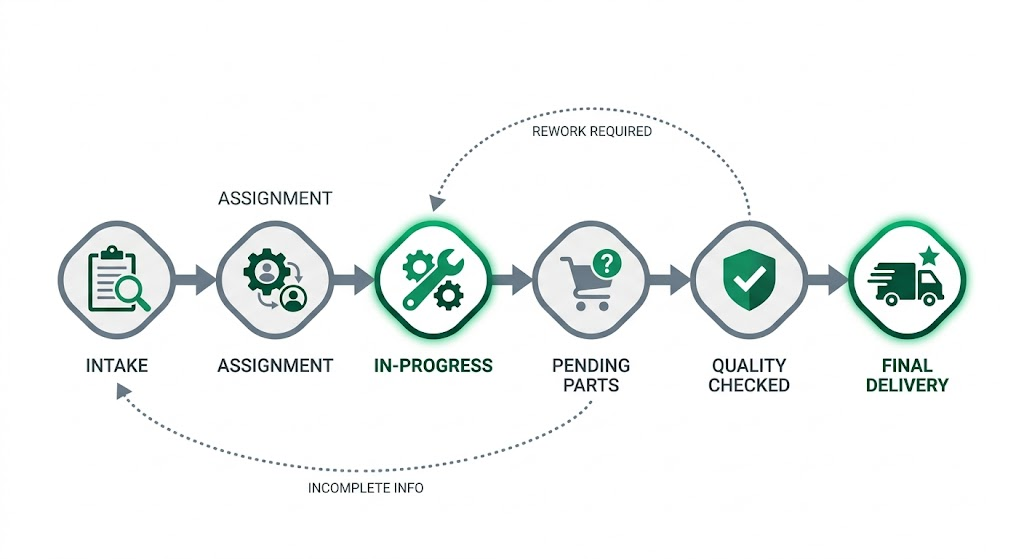 REWORK REQUIRED
ASSIGNMENT
?
INTAKE
ASSIGNMENT
IN-PROGRESS
PENDING
PARTS
QUALITY
CHECKED
FINAL
DELIVERY
INCOMPLETE INFO